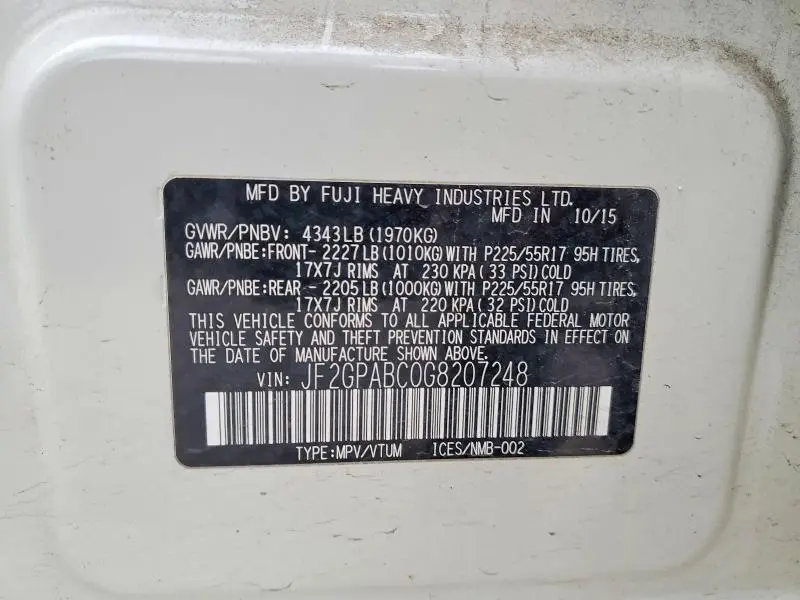 MFD BY FUJI HEAVY INDUSTRIES LTD.
MFD IN 10/15
GVWR/PNBV: 4343LB(1970KG)
GAWR/PNBE:FRONT- 2227LB(1010KG)WITH P225/55R17 95H TIRES,
17X7J RIMS AT 230 KPA(33 PSI)COLD
GAWR/PNBE:REAR - 2205LB(1000KG)WITH P225/55R17 95H TIRES,
17X7J RIMS AT 220 KPA(32 PSI)COLD
THIS VEHICLE CONFORMS TO ALL APPLICABLE FEDERAL MOTOR
VEHICLE SAFETY AND THEFT PREVENTION STANDARDS IN EFFECT ON
THE DATE OF MANUFACTURE SHOWN ABOVE.
VIN: JF2GPABC0G8207248
TYPE:MPV/VTUM ICES/NMB-002